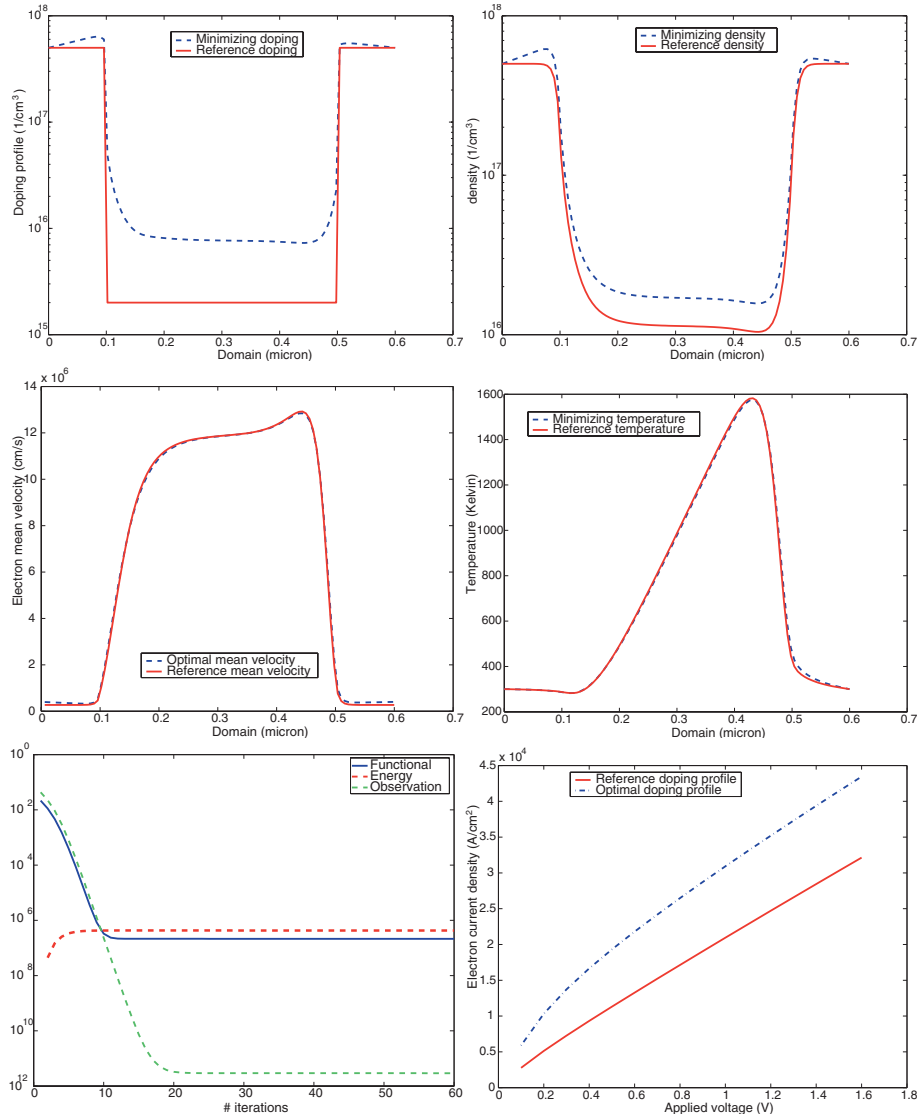 10^18
10^17
10^16
10^15
Doping profile (1/cm^3)
Minimizing doping
Reference doping
0 0.1 0.2 0.3 0.4 0.5 0.6 0.7
Domain (micron)
10^18
10^17
10^16
density (1/cm^3)
Minimizing density
Reference density
0 0.1 0.2 0.3 0.4 0.5 0.6 0.7
Domain (micron)
x 10^6
14
12
10
8
6
4
2
0
Electron mean velocity (cm/s)
Optimal mean velocity
Reference mean velocity
0 0.1 0.2 0.3 0.4 0.5 0.6 0.7
Domain (micron)
1600
1400
1200
1000
800
600
400
200
Temperature (Kelvin)
Minimizing temperature
Reference temperature
0 0.1 0.2 0.3 0.4 0.5 0.6 0.7
Domain (micron)
10^0
10^2
10^4
10^6
10^8
10^10
10^12
Functional
Energy
Observation
0 10 20 30 40 50 60
# iterations
x 10^4
4.5
4
3.5
3
2.5
2
1.5
1
0.5
0
Electron current density (A/cm^2)
Reference doping profile
Optimal doping profile
0 0.2 0.4 0.6 0.8 1.0 1.2 1.4 1.6 1.8
Applied voltage (V)